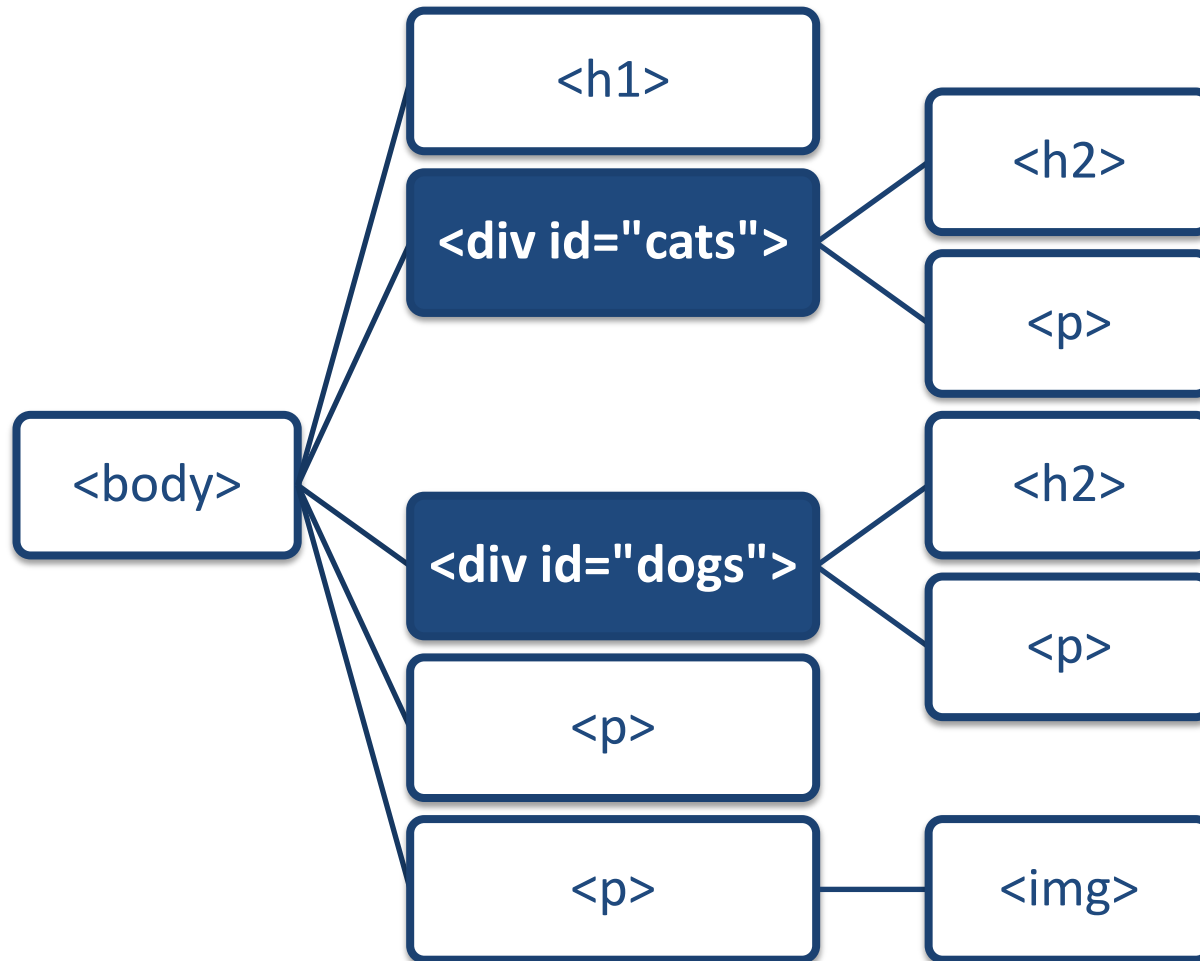 <h1>
<h2>
<div id="cats">
<p>
<body>
<h2>
<div id="dogs">
<p>
<p>
<p>
<img>